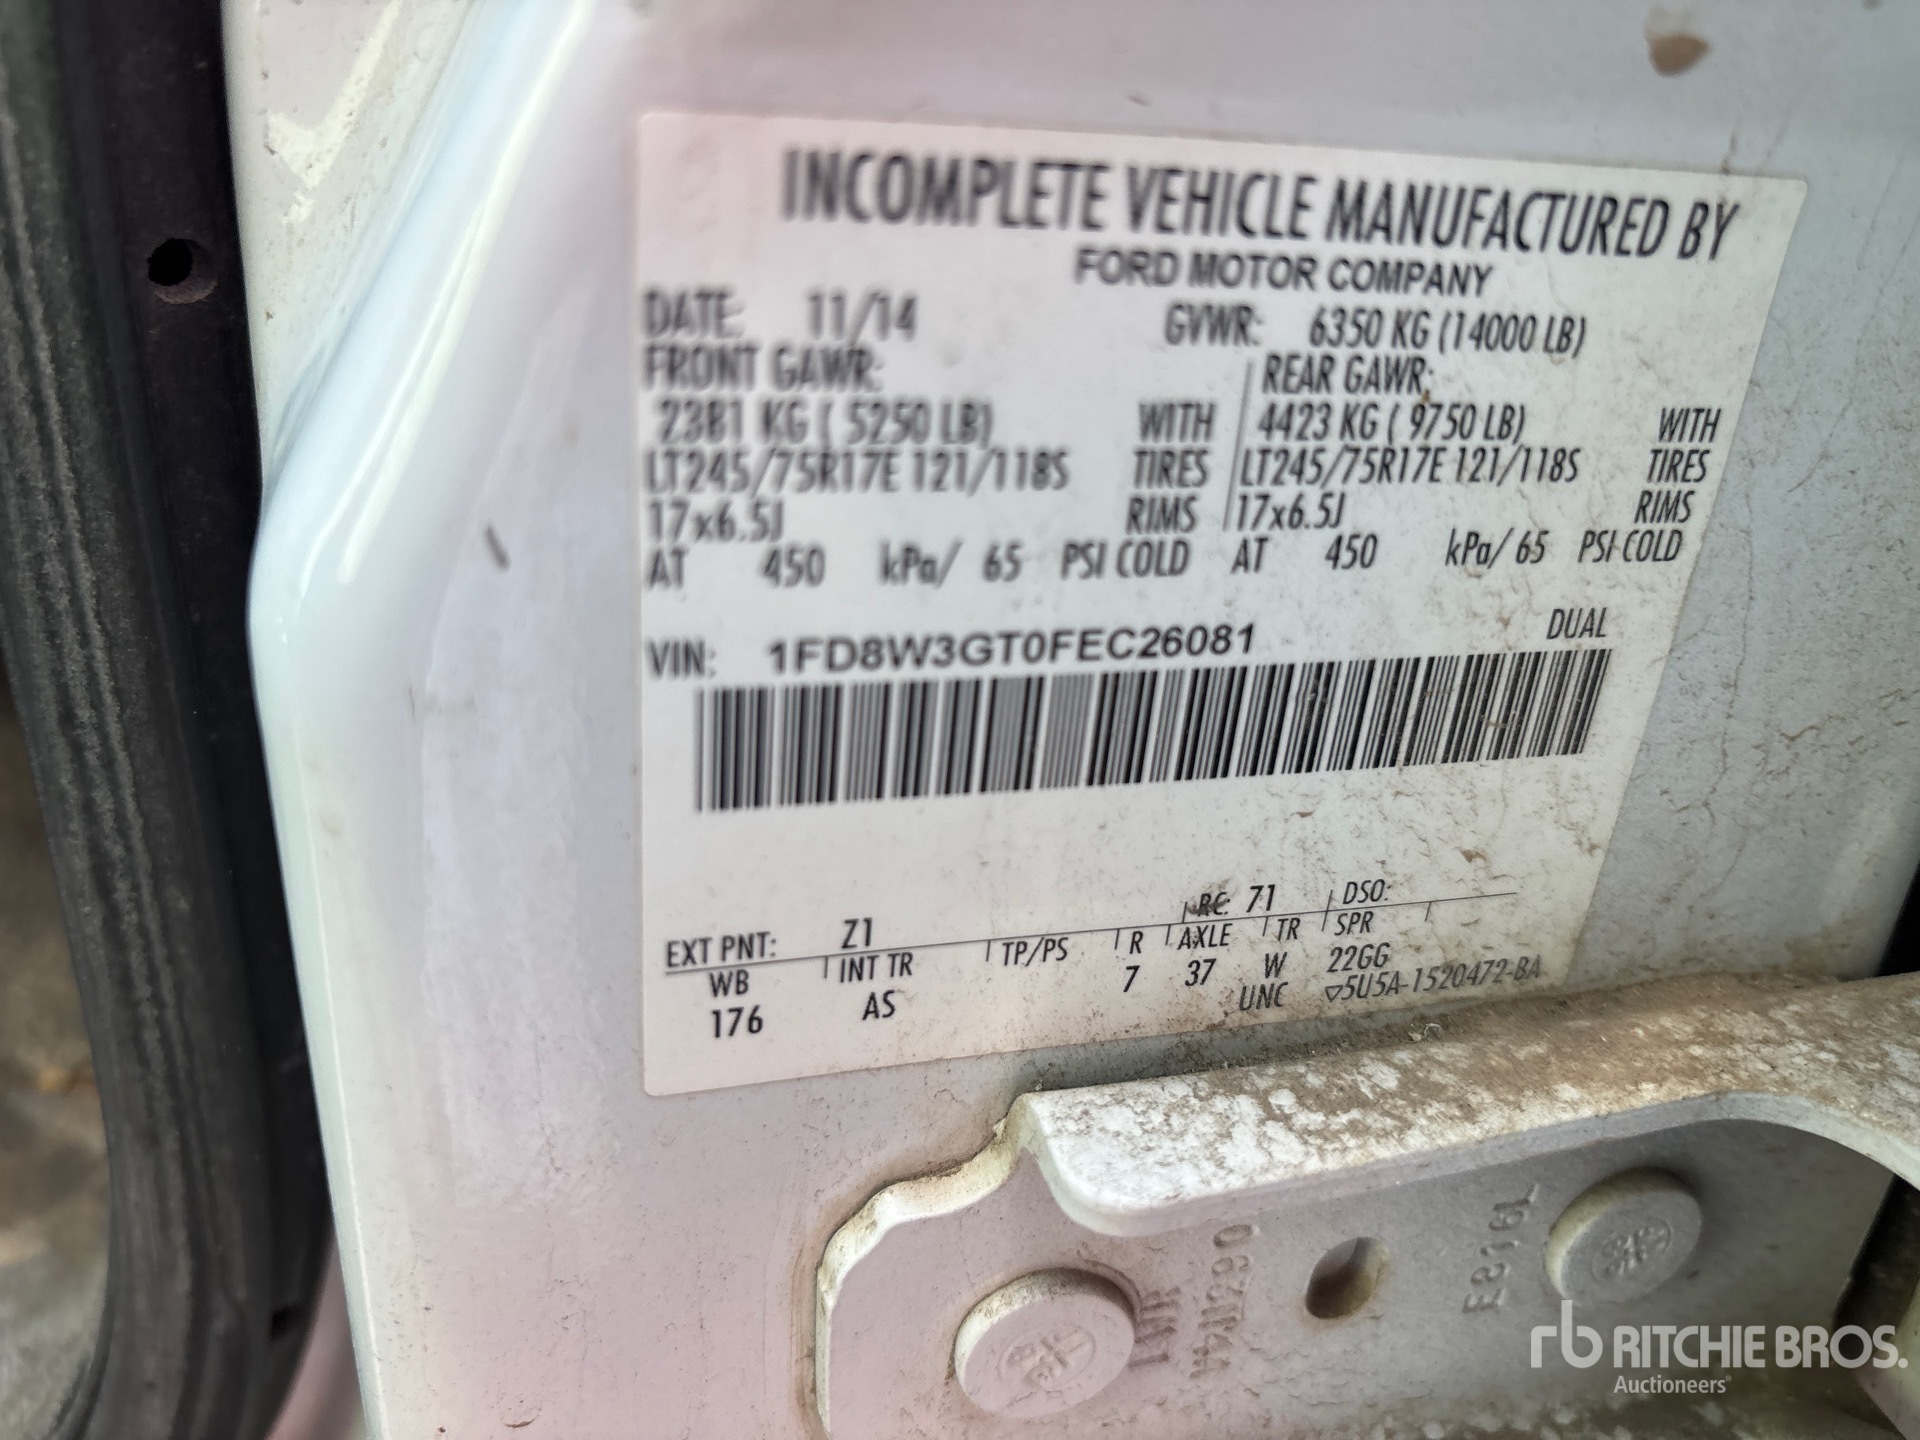 INCOMPLETE VEHICLE MANUFACTURED BY
FORD MOTOR COMPANY
DATE: 11/14 GVWR: 6350 KG (14000 LB)
FRONT GAWR: REAR GAWR:
2381 KG ( 5250 LB) WITH 4423 KG ( 9750 LB) WITH
LT245/75R17E 121/118S TIRES LT245/75R17E 121/118S TIRES
17x6.5J RIMS 17x6.5J RIMS
AT 450 kPa/ 65 PSI COLD AT 450 kPa/ 65 PSI COLD
VIN: 1FD8W3GT0FEC26081 DUAL
EXT PNT: Z1 RC: 71 DSO:
WB INT TR TP/PS R AXLE TR SPR
176 AS 7 37 W 22GG
UNC 5U5A-1520472-BA
rb RITCHIE BROS.
Auctioneers